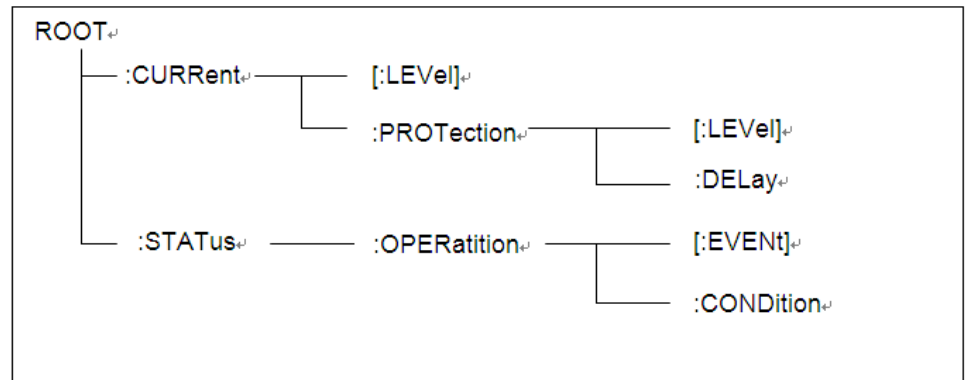 ROOT↵
:CURRent↵ [:LEVel]↵
:PROTection↵ [:LEVel]↵
:DELay↵
:STATus↵ :OPERatition↵ [:EVENt]↵
:CONDition↵